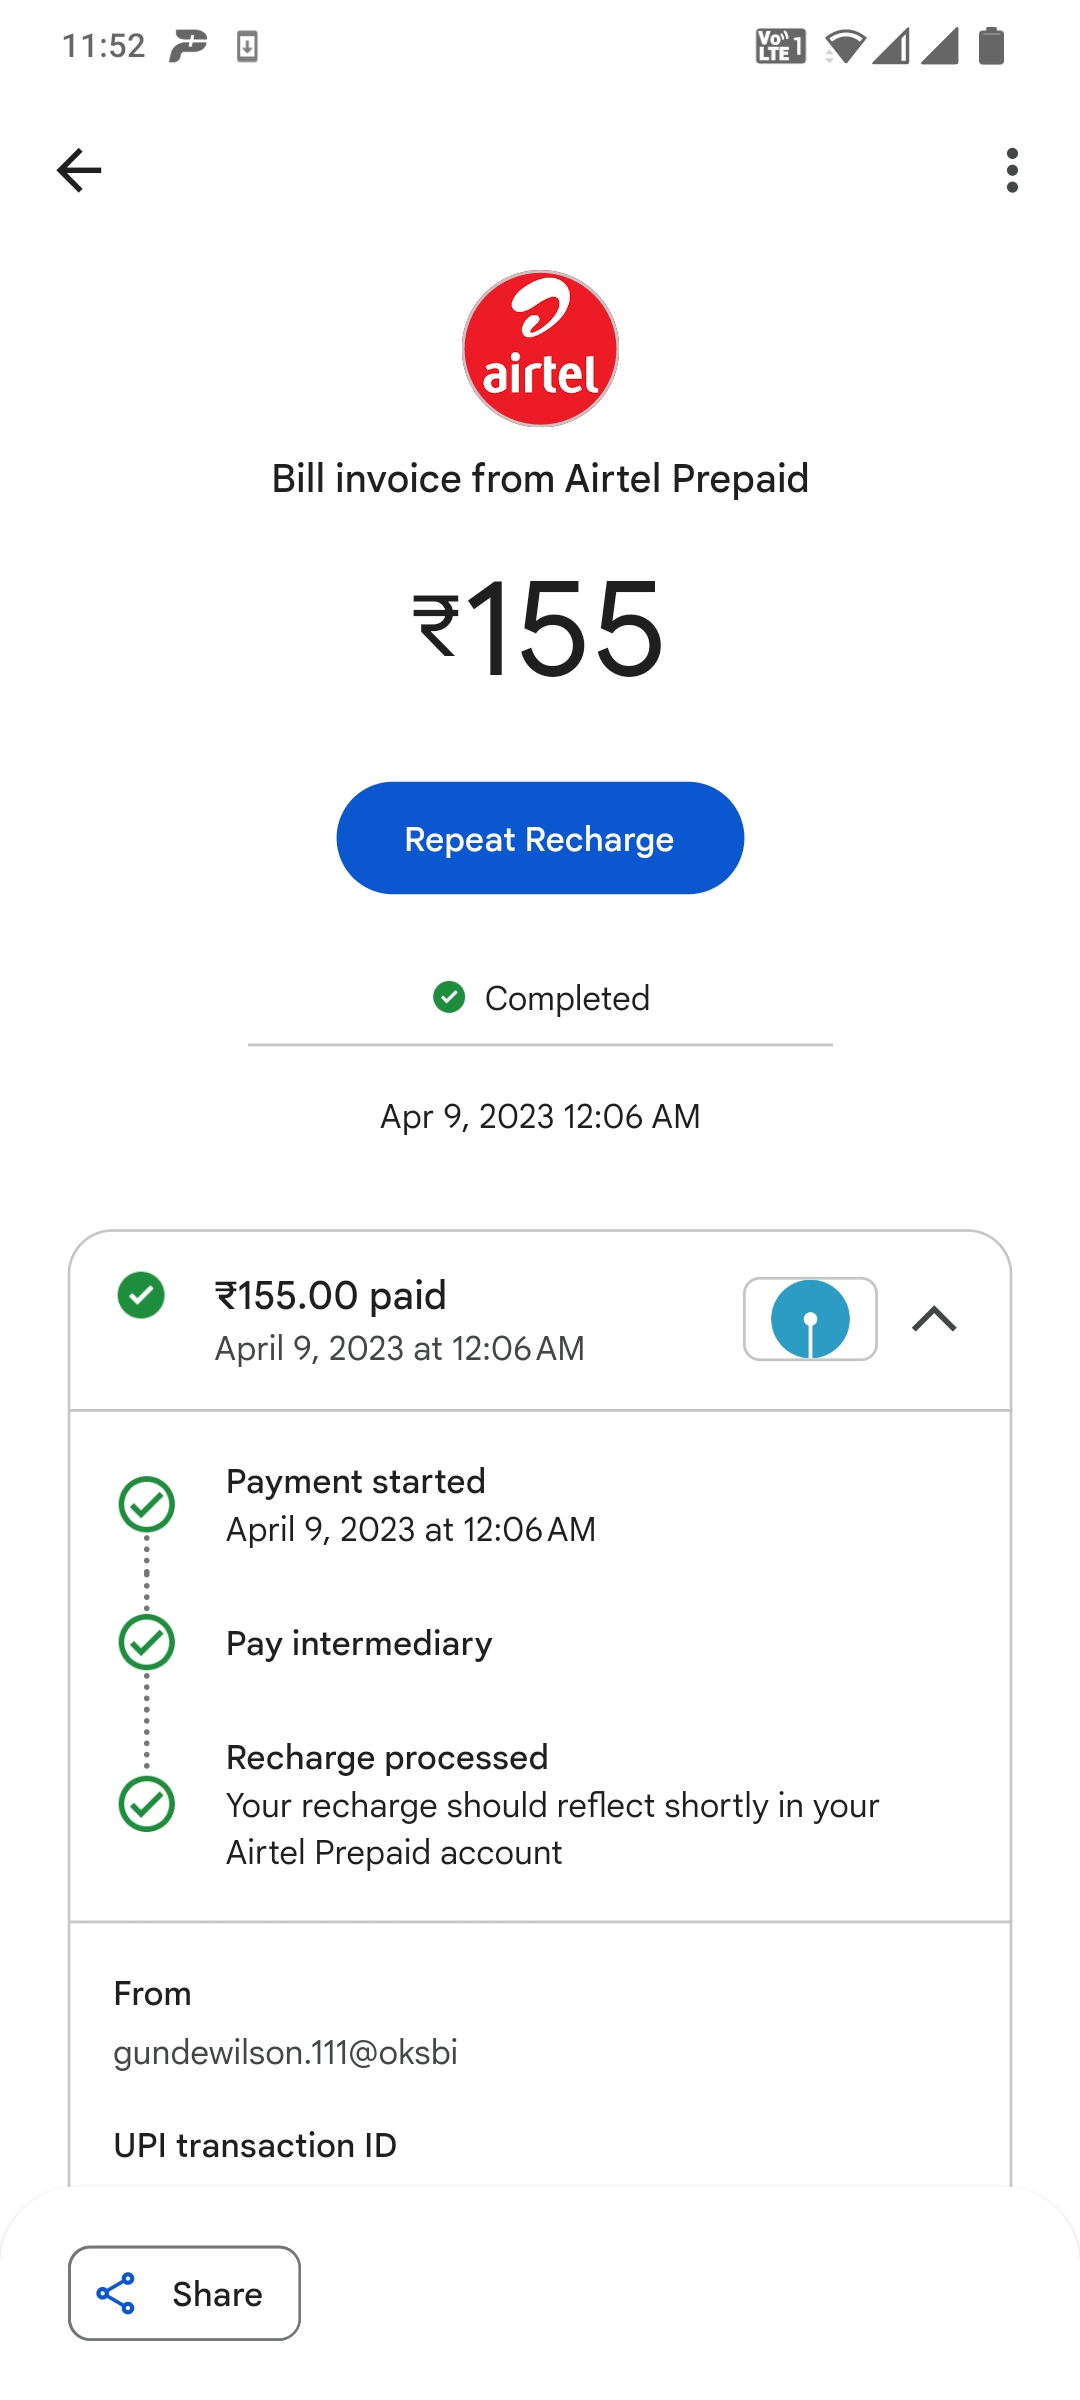 11:52
Vo)) LTE 1
airtel
Bill invoice from Airtel Prepaid
₹155
Repeat Recharge
Completed
Apr 9, 2023 12:06 AM
₹155.00 paid
April 9, 2023 at 12:06 AM
Payment started
April 9, 2023 at 12:06 AM
Pay intermediary
Recharge processed
Your recharge should reflect shortly in your
Airtel Prepaid account
From
gundewilson.111@oksbi
UPI transaction ID
Share